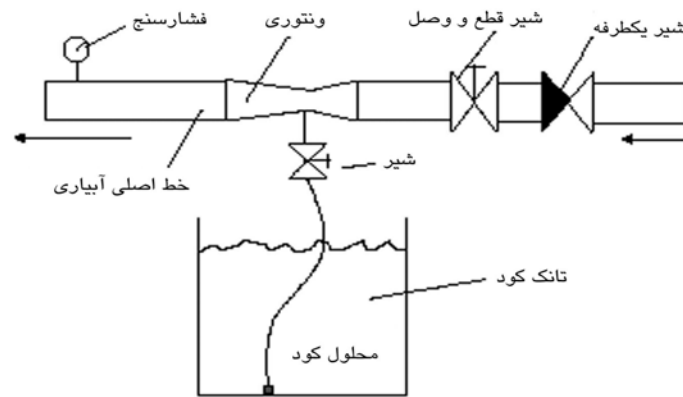 شیر یکطرفه
شیر قطع و وصل
ونتوری
فشارسنج
شیر
خط اصلی آبیاری
تانک کود
محلول کود